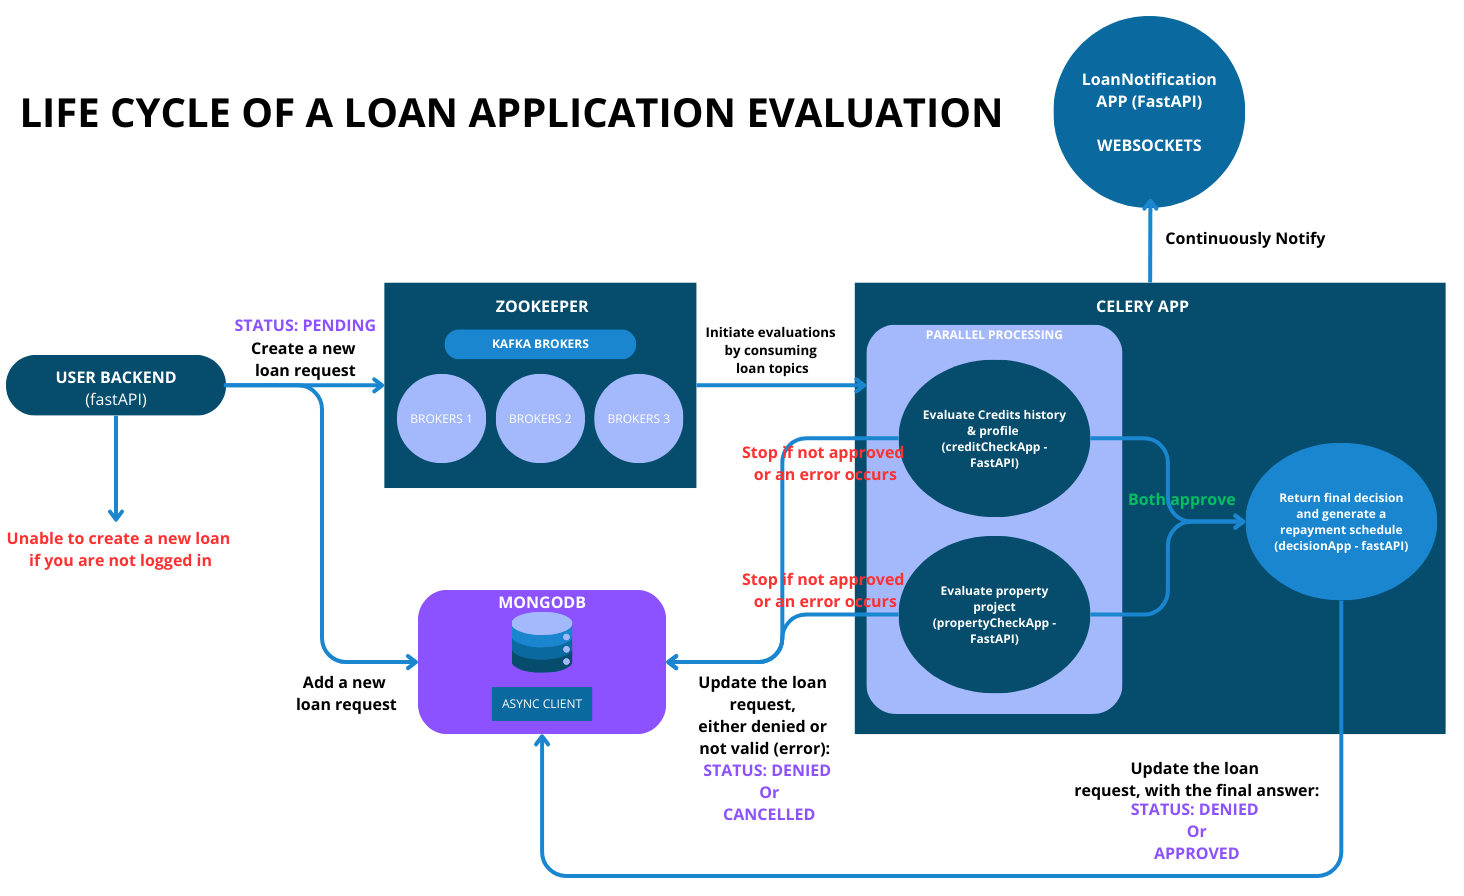 LIFE CYCLE OF A LOAN APPLICATION EVALUATION
LoanNotification
APP (FastAPI)
WEBSOCKETS
Continuously Notify
USER BACKEND
(fastAPI)
Unable to create a new loan
if you are not logged in
STATUS: PENDING
Create a new
loan request
ZOOKEEPER
KAFKA BROKERS
BROKERS 1
BROKERS 2
BROKERS 3
Initiate evaluations
by consuming
loan topics
CELERY APP
PARALLEL PROCESSING
Evaluate Credits history
& profile
(creditCheckApp -
FastAPI)
Stop if not approved
or an error occurs
Both approve
Return final decision
and generate a
repayment schedule
(decisionApp - fastAPI)
Stop if not approved
or an error occurs
Evaluate property
project
(propertyCheckApp -
FastAPI)
MONGODB
ASYNC CLIENT
Add a new
loan request
Update the loan
request,
either denied or
not valid (error):
STATUS: DENIED
Or
CANCELLED
Update the loan
request, with the final answer:
STATUS: DENIED
Or
APPROVED